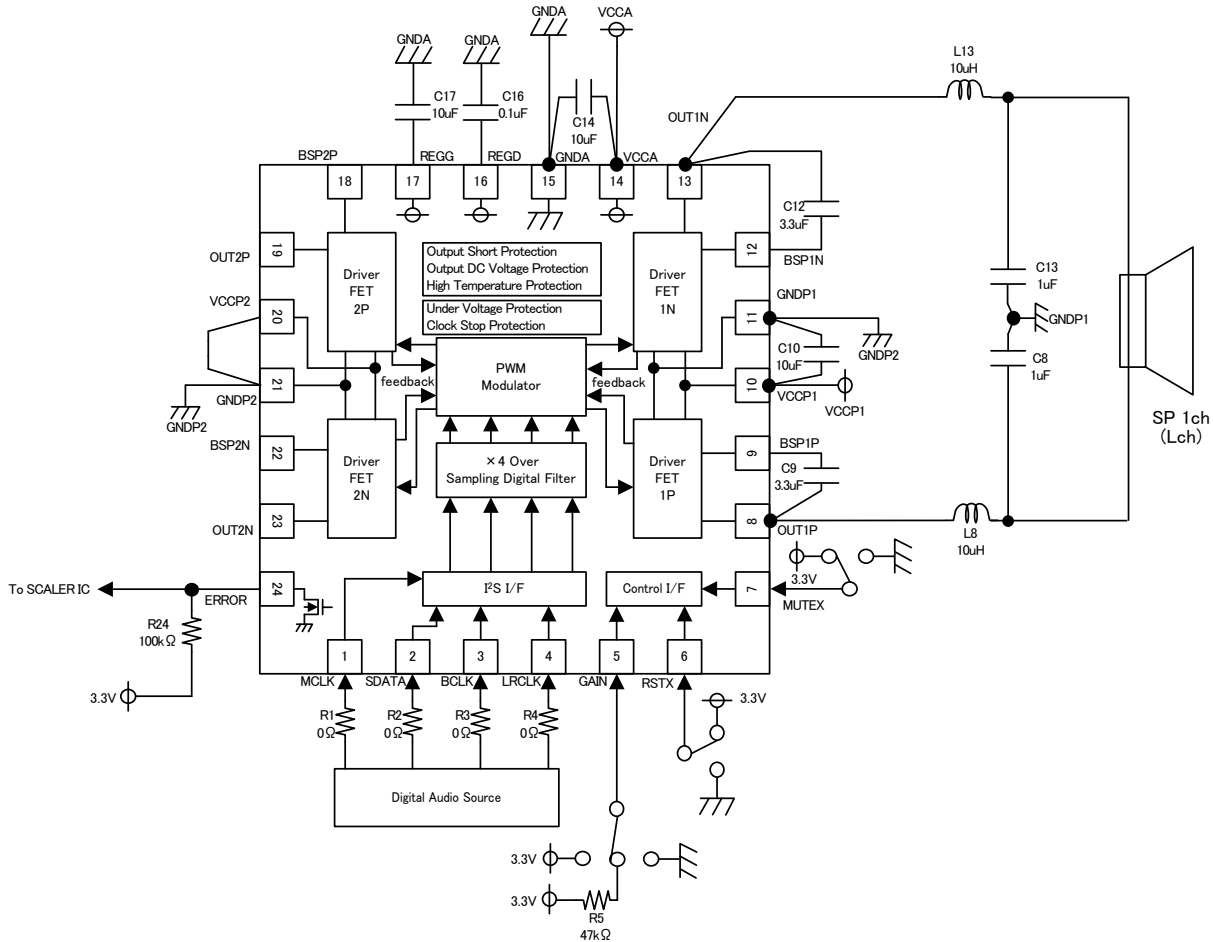 GNDA
VCCA
GNDA
GNDA
L13
10uH
C17
10uF
C16
0.1uF
C14
10uF
OUT1N
BSP2P
REGG
REGD
GNDA
VCCA
18
17
16
15
14
13
C12
3.3uF
19
OUT2P
12
BSP1N
Driver
FET
2P
Output Short Protection
Output DC Voltage Protection
High Temperature Protection
Under Voltage Protection
Clock Stop Protection
Driver
FET
1N
C13
1uF
GNDP1
VCCP2
20
GNDP1
11
GNDP2
C10
10uF
C8
1uF
PWM
Modulator
feedback
feedback
21
GNDP2
GNDP2
10
VCCP1
VCCP1
SP 1ch
(Lch)
BSP2N
22
Driver
FET
2N
×4 Over
Sampling Digital Filter
Driver
FET
1P
9
BSP1P
C9
3.3uF
23
OUT2N
8
OUT1P
L8
10uH
To SCALER IC
ERROR
24
I²S I/F
Control I/F
7
3.3V
MUTEX
R24
100kΩ
3.3V
1
2
3
4
5
6
MCLK
SDATA
BCLK
LRCLK
GAIN
RSTX
3.3V
R1
0Ω
R2
0Ω
R3
0Ω
R4
0Ω
Digital Audio Source
3.3V
3.3V
R5
47kΩ